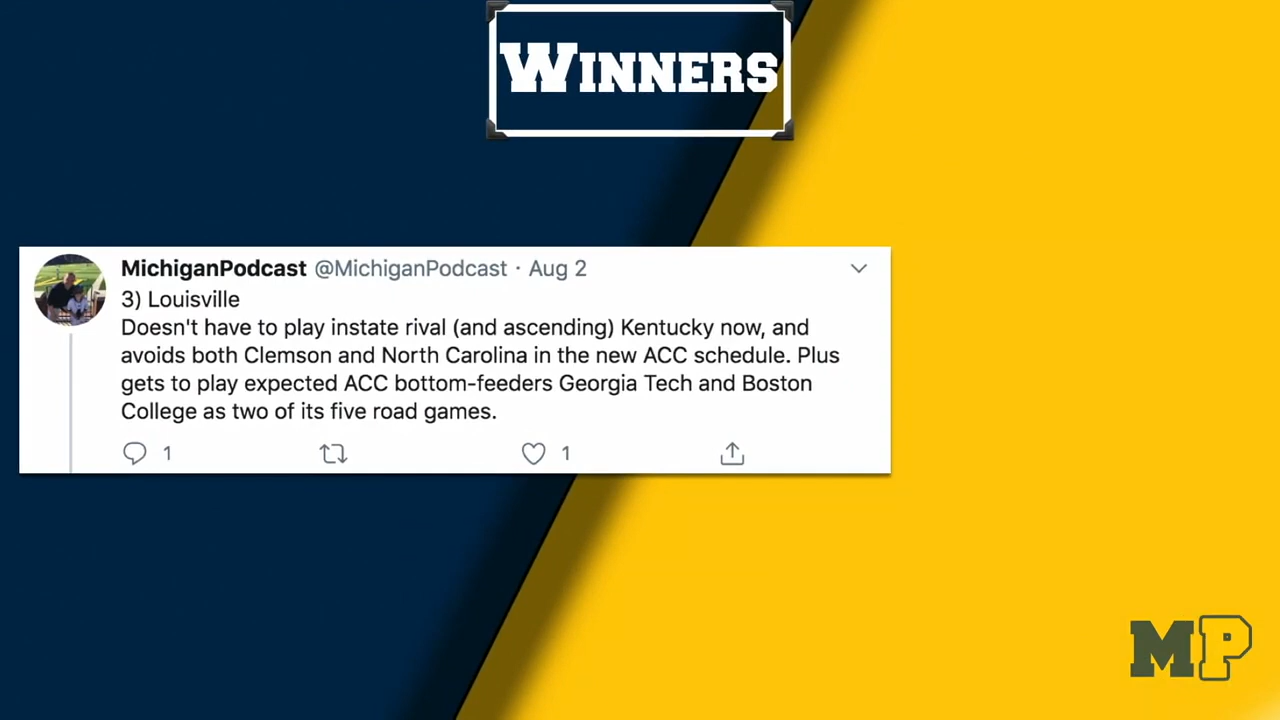 WINNERS
MichiganPodcast @MichiganPodcast · Aug 2
3) Louisville
Doesn't have to play instate rival (and ascending) Kentucky now, and
avoids both Clemson and North Carolina in the new ACC schedule. Plus
gets to play expected ACC bottom-feeders Georgia Tech and Boston
College as two of its five road games.
1 1
MP